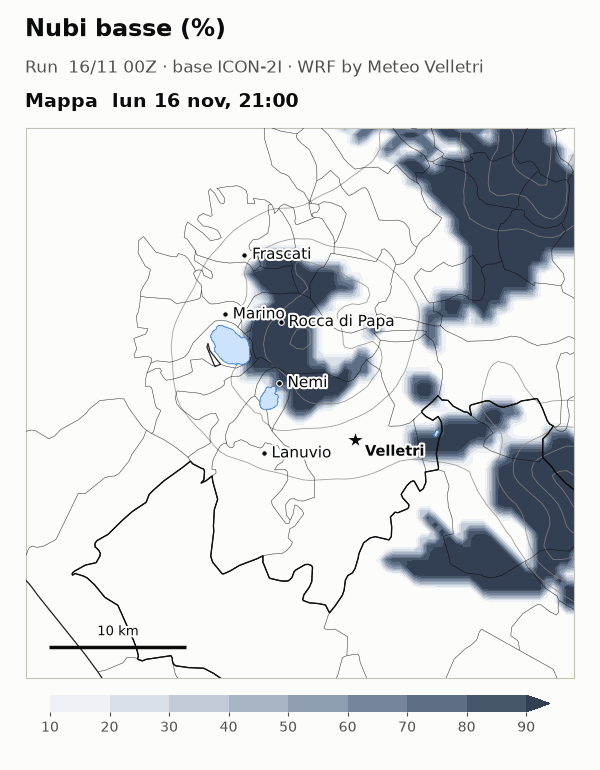 Nubi basse (%)
Run  16/11 00Z · base ICON-2I · WRF by Meteo Velletri
Mappa  lun 16 nov, 21:00
Frascati
Marino
Rocca di Papa
Nemi
Velletri
Lanuvio
10 km
10 20 30 40 50 60 70 80 90